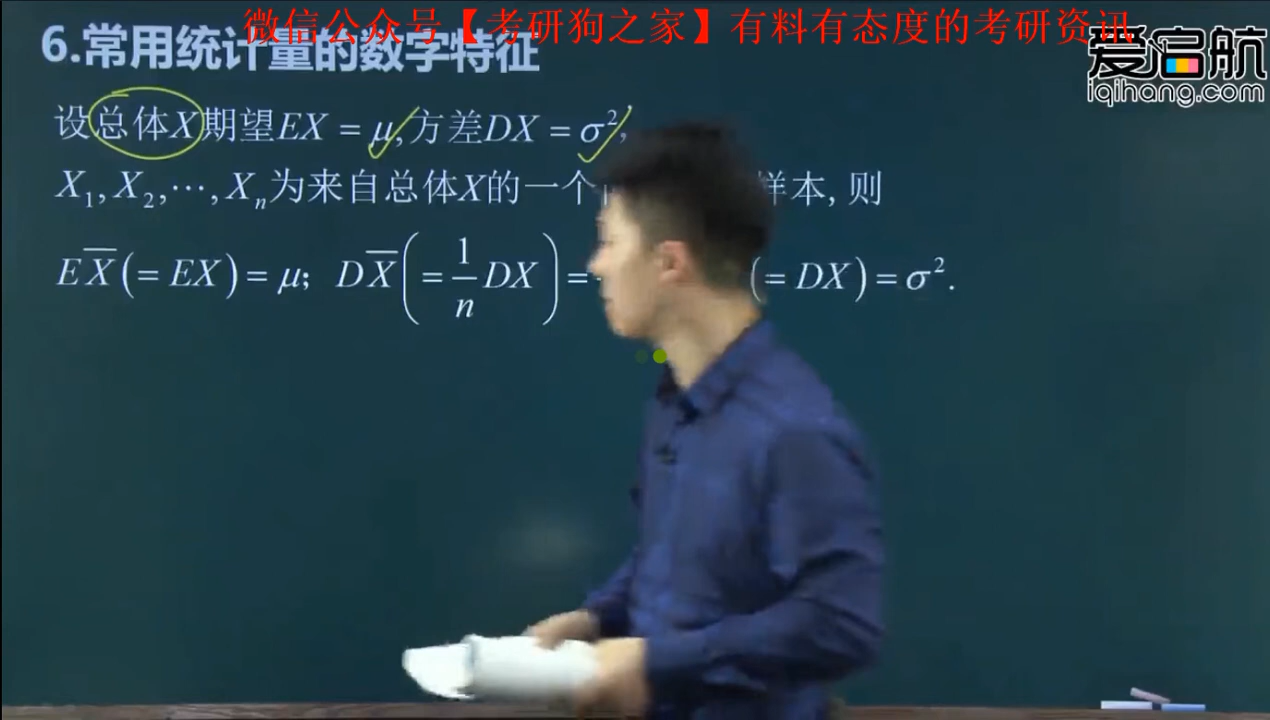 微信公众号【考研狗之家】有料有态度的考研资讯
爱启航
iqihang.com
6.常用统计量的数字特征
设总体X期望EX = μ,方差DX = σ²,
X₁,X₂,⋯,Xₙ为来自总体X的一个 样本,则
EX̅(= EX) = μ; DX̅(= 1/n DX) = (= DX) = σ².